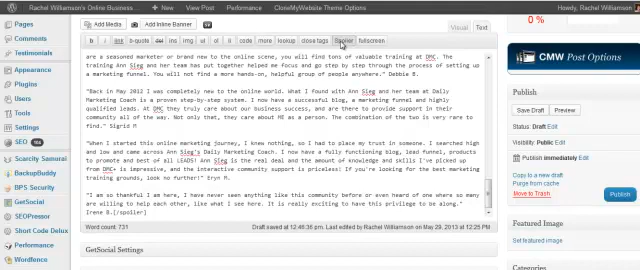 Rachel Williamson's Online Business...
New
View Post
Performance
CloneMyWebsite Theme Options
Howdy, Rachel Williamson
Pages
Comments
Testimonials
Appearance
Plugins
Users
Tools
Settings
SEO
Scarcity Samurai
BackupBuddy
BPS Security
GetSocial
SEOPressor
Short Code Delux
Performance
Wordfence
Add Media
Add Inline Banner
Visual
Text
b i link b-quote del ins img ul ol li code more lookup close tags Spoiler fullscreen
are a seasoned marketer or brand new to the online scene, you will find tons of valuable training at DMC. The
training Ann Sieg and her team has put together helped me focus and go step by step through the process of setting up
a marketing funnel. You will not find a more hands-on, helpful group of people anywhere." Debbie B.
"Back in May 2012 I was completely new to the online world. What I found with Ann Sieg and her team at Daily
Marketing Coach is a proven step-by-step system. I now have a successful blog, a marketing funnel and highly
qualified leads. At DMC they truly care about our business success, and are there to provide support in their
community all of the way. Not only that, they care about ME as a person. The combination of the two is very rare to
find." Sigrid M
"When I started this online marketing journey, I knew nothing, so I had to place my trust in someone. I searched high
and low and came across Ann Sieg's Daily Marketing Coach. I now have a fully functioning blog, lead funnel, products
to promote and best of all LEADS! Ann Sieg is the real deal and the amount of knowledge and skills I've picked up
from DMC+ is impressive, and the interactive community support is priceless! If you're looking for the best marketing
training grounds, look no further!" Eryn M.
"I am so thankful I am here, I have never seen anything like this community before or even heard of one where so many
are willing to help each other, like what I see here. It is really exciting to have this privilege to be along."
Irene B.[/spoiler]
Word count: 731
Draft saved at 12:46:36 pm. Last edited by Rachel Williamson on May 29, 2013 at 12:25 pm
GetSocial Settings
0 %
CMW Post Options
Publish
Save Draft
Preview
Status: Draft Edit
Visibility: Public Edit
Publish immediately Edit
Copy to a new draft
Purge from cache
Move to Trash
Publish
Featured Image
Set featured image
Categories